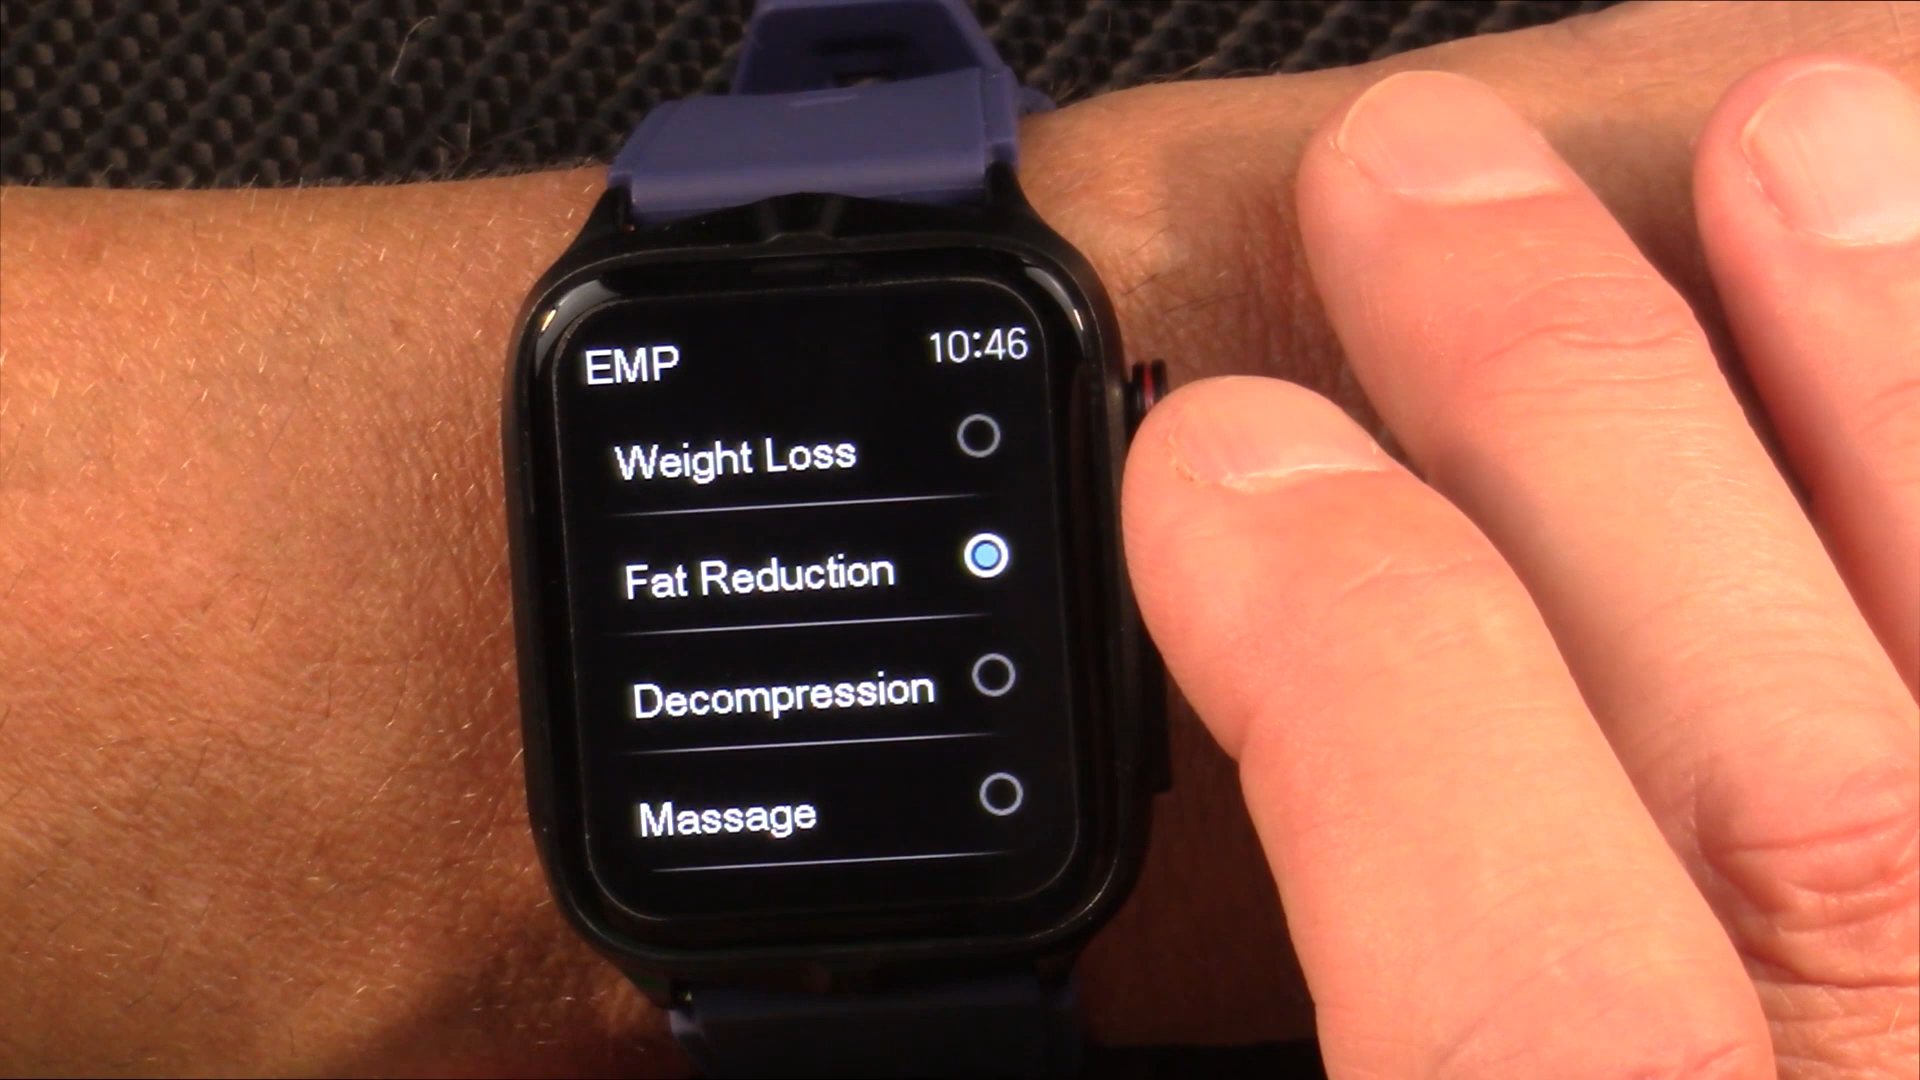 EMP
10:46
Weight Loss
Fat Reduction
Decompression
Massage